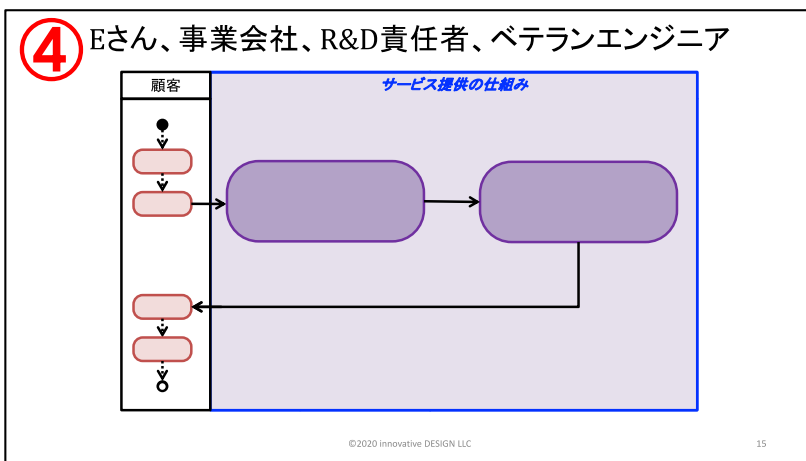 ④
Eさん、事業会社、R&D責任者、ベテランエンジニア
顧客
サービス提供の仕組み
©2020 innovative DESIGN LLC
15